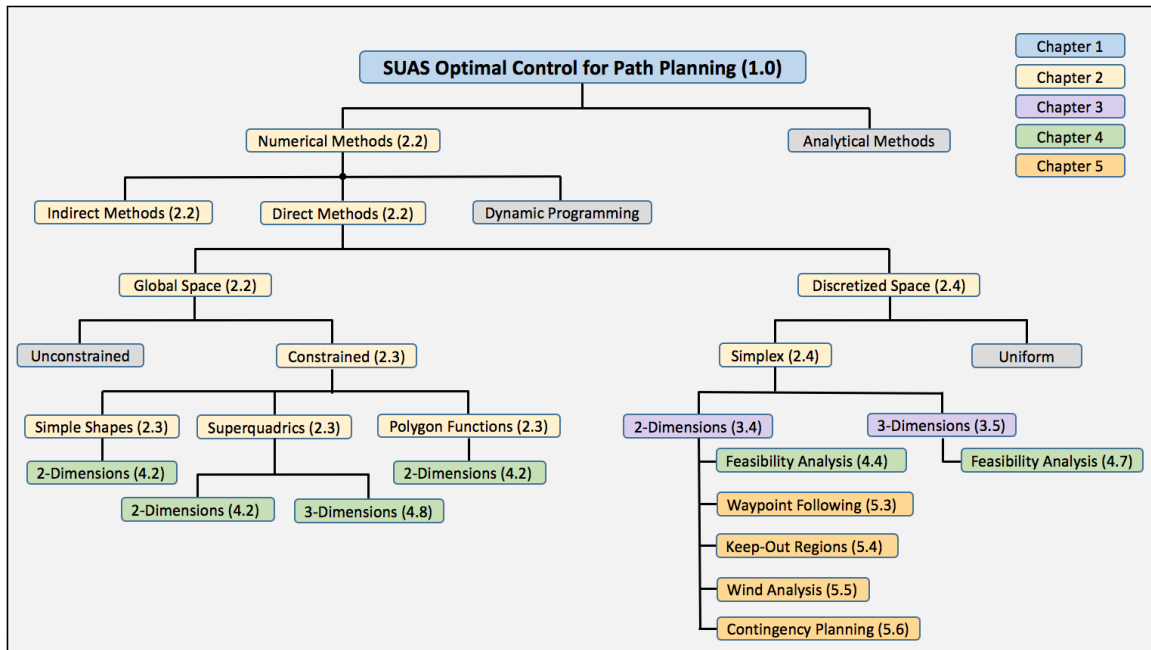 Chapter 1
SUAS Optimal Control for Path Planning (1.0)
Chapter 2
Chapter 3
Numerical Methods (2.2)
Analytical Methods
Chapter 4
Chapter 5
Indirect Methods (2.2)
Direct Methods (2.2)
Dynamic Programming
Global Space (2.2)
Discretized Space (2.4)
Unconstrained
Constrained (2.3)
Simplex (2.4)
Uniform
Simple Shapes (2.3)
Superquadrics (2.3)
Polygon Functions (2.3)
2-Dimensions (3.4)
3-Dimensions (3.5)
2-Dimensions (4.2)
2-Dimensions (4.2)
Feasibility Analysis (4.4)
Feasibility Analysis (4.7)
2-Dimensions (4.2)
3-Dimensions (4.8)
Waypoint Following (5.3)
Keep-Out Regions (5.4)
Wind Analysis (5.5)
Contingency Planning (5.6)